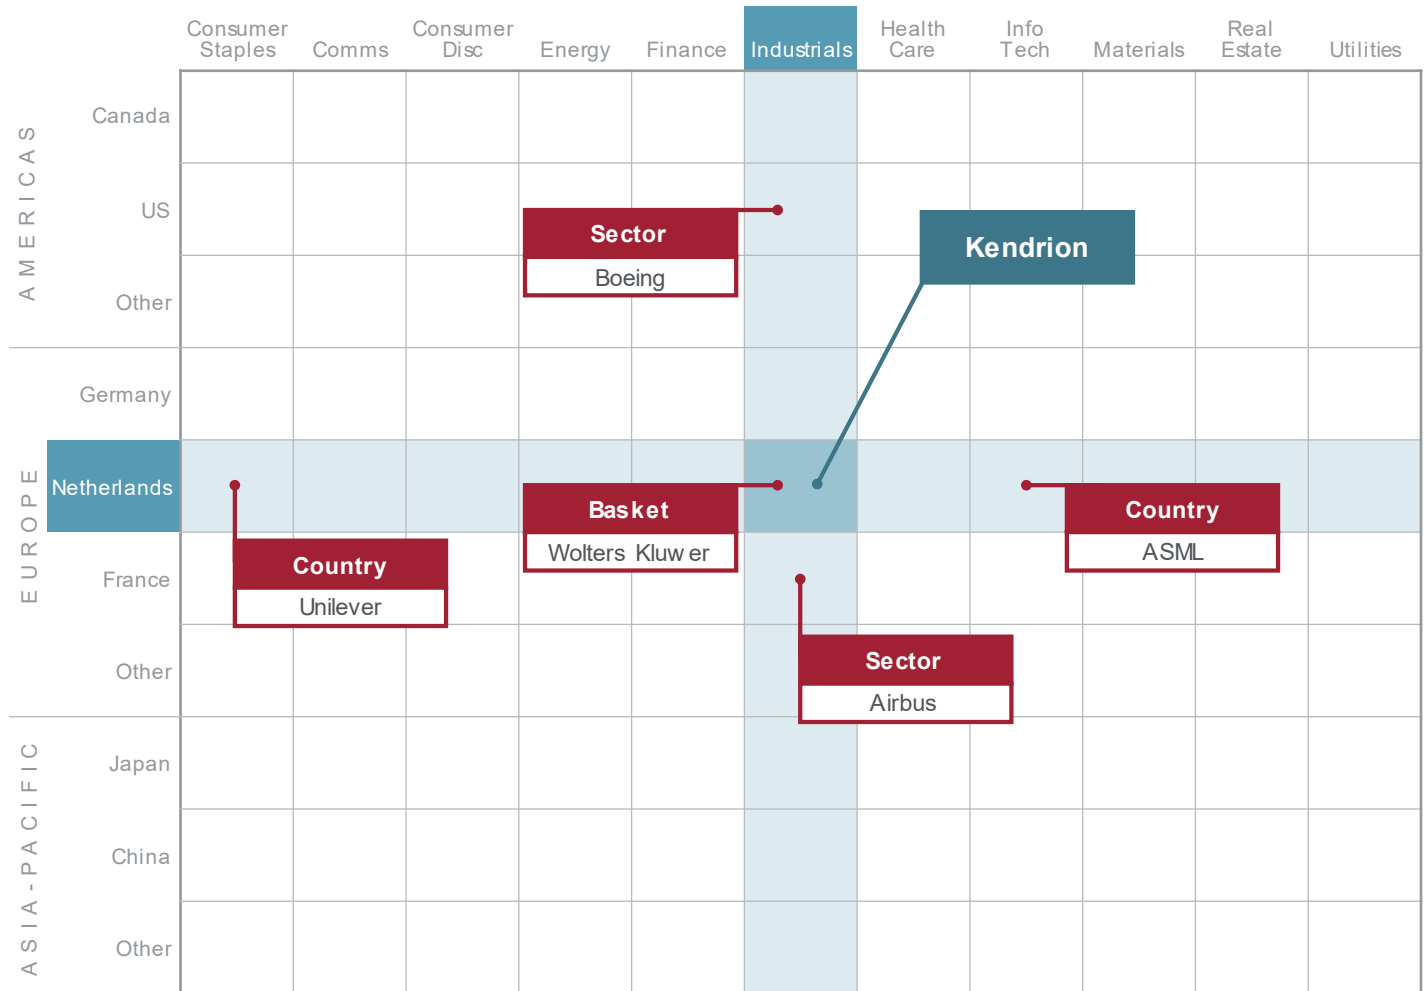 Consumer Staples
Comms
Consumer Disc
Energy
Finance
Industrials
Health Care
Info Tech
Materials
Real Estate
Utilities
AMERICAS
Canada
US
Other
EUROPE
Germany
Netherlands
France
Other
ASIA-PACIFIC
Japan
China
Other
Sector
Boeing
Kendrion
Basket
Wolters Kluwer
Country
ASML
Country
Unilever
Sector
Airbus